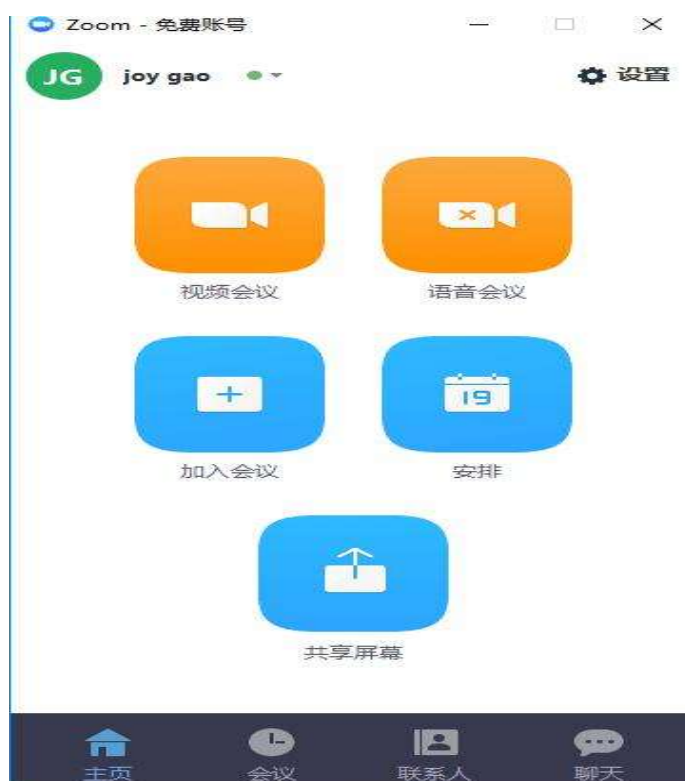 Zoom - 免费账号
JG joy gao 设置
视频会议 语音会议
19
加入会议 安排
共享屏幕
主页 会议 联系人 聊天